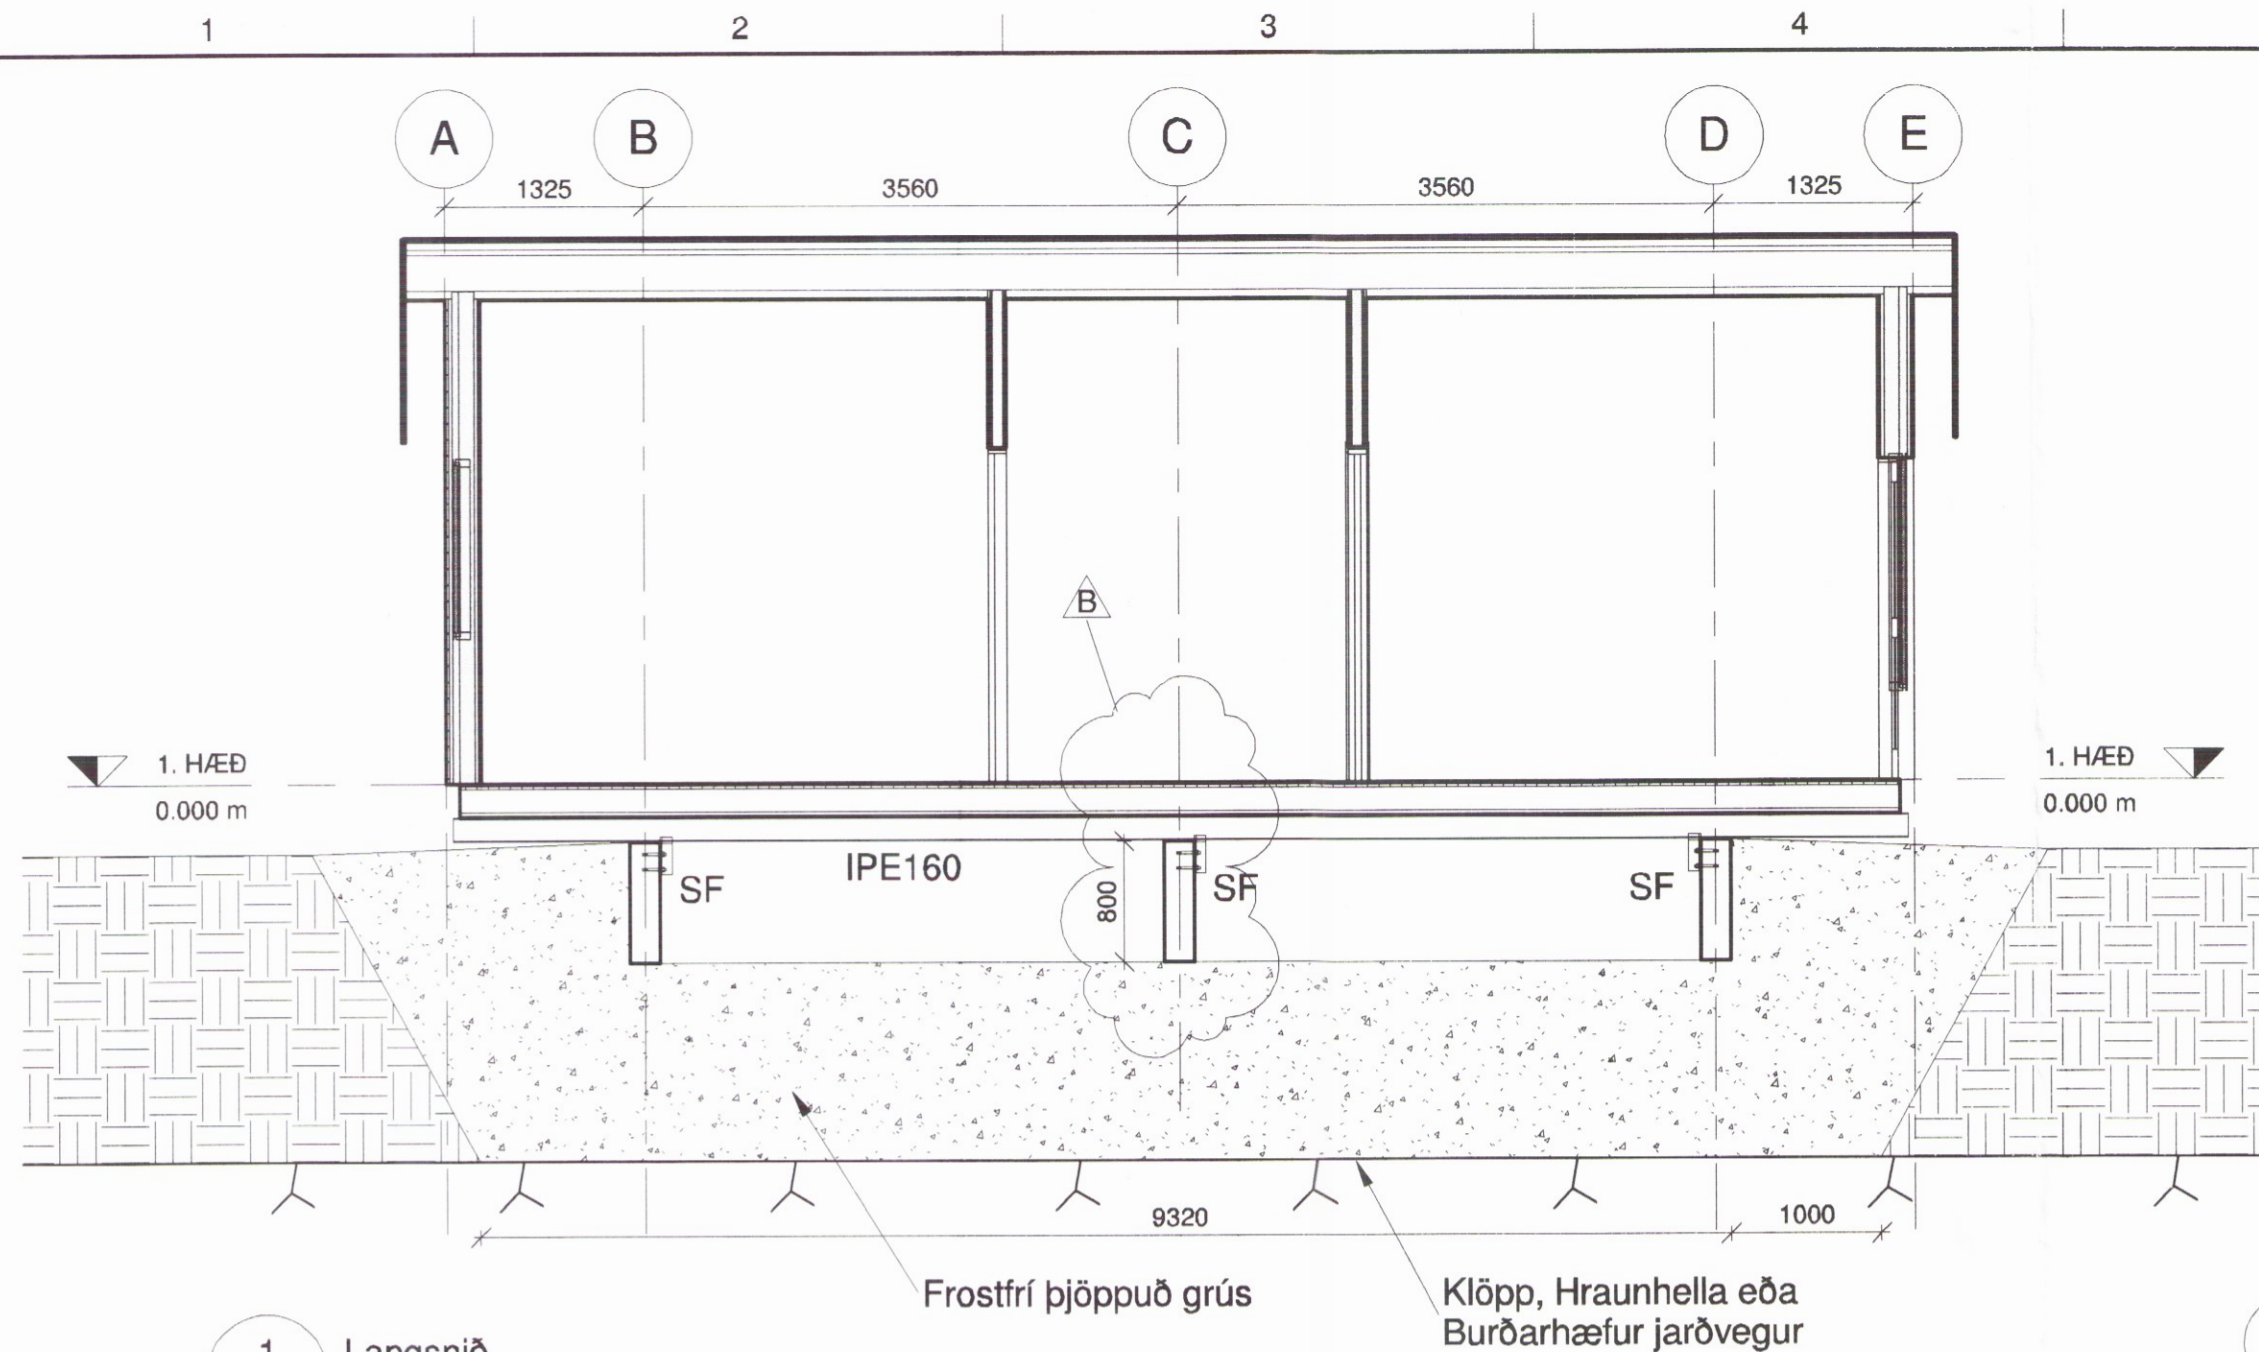 1 2 3 4
A B C D E
1325 3560 3560 1325
B
1. HÆÐ
0.000 m
1. HÆÐ
0.000 m
IPE160
SF
800
SF
SF
9320
1000
Frostfrí þjöppuð grús
Klöpp, Hraunhella eða
Burðarhæfur jarðvegur
1 Langsnið